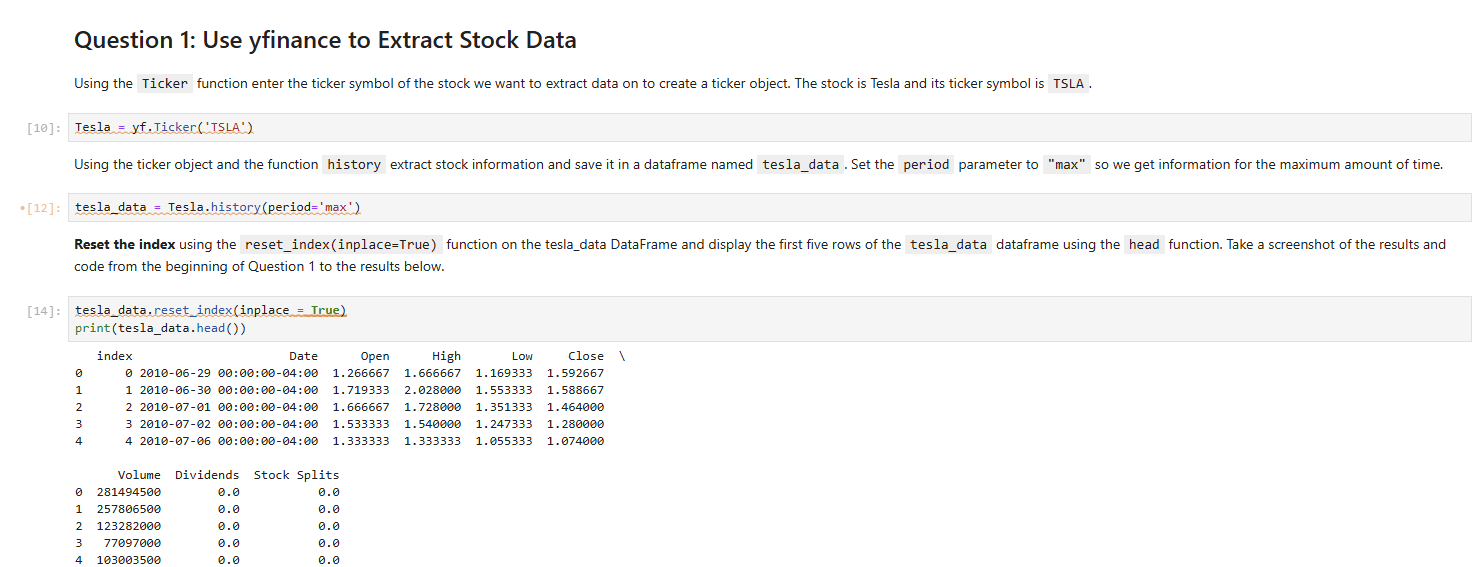 Question 1: Use yfinance to Extract Stock Data
Using the Ticker function enter the ticker symbol of the stock we want to extract data on to create a ticker object. The stock is Tesla and its ticker symbol is TSLA .
[10]: Tesla = yf.Ticker('TSLA')
Using the ticker object and the function history extract stock information and save it in a dataframe named tesla_data . Set the period parameter to "max" so we get information for the maximum amount of time.
•[12]: tesla_data = Tesla.history(period='max')
Reset the index using the reset_index(inplace=True) function on the tesla_data DataFrame and display the first five rows of the tesla_data dataframe using the head function. Take a screenshot of the results and
code from the beginning of Question 1 to the results below.
[14]: tesla_data.reset_index(inplace = True)
print(tesla_data.head())
   index                      Date      Open      High       Low     Close  \
0      0 2010-06-29 00:00:00-04:00  1.266667  1.666667  1.169333  1.592667
1      1 2010-06-30 00:00:00-04:00  1.719333  2.028000  1.553333  1.588667
2      2 2010-07-01 00:00:00-04:00  1.666667  1.728000  1.351333  1.464000
3      3 2010-07-02 00:00:00-04:00  1.533333  1.540000  1.247333  1.280000
4      4 2010-07-06 00:00:00-04:00  1.333333  1.333333  1.055333  1.074000
      Volume  Dividends  Stock Splits
0  281494500        0.0           0.0
1  257806500        0.0           0.0
2  123282000        0.0           0.0
3   77097000        0.0           0.0
4  103003500        0.0           0.0